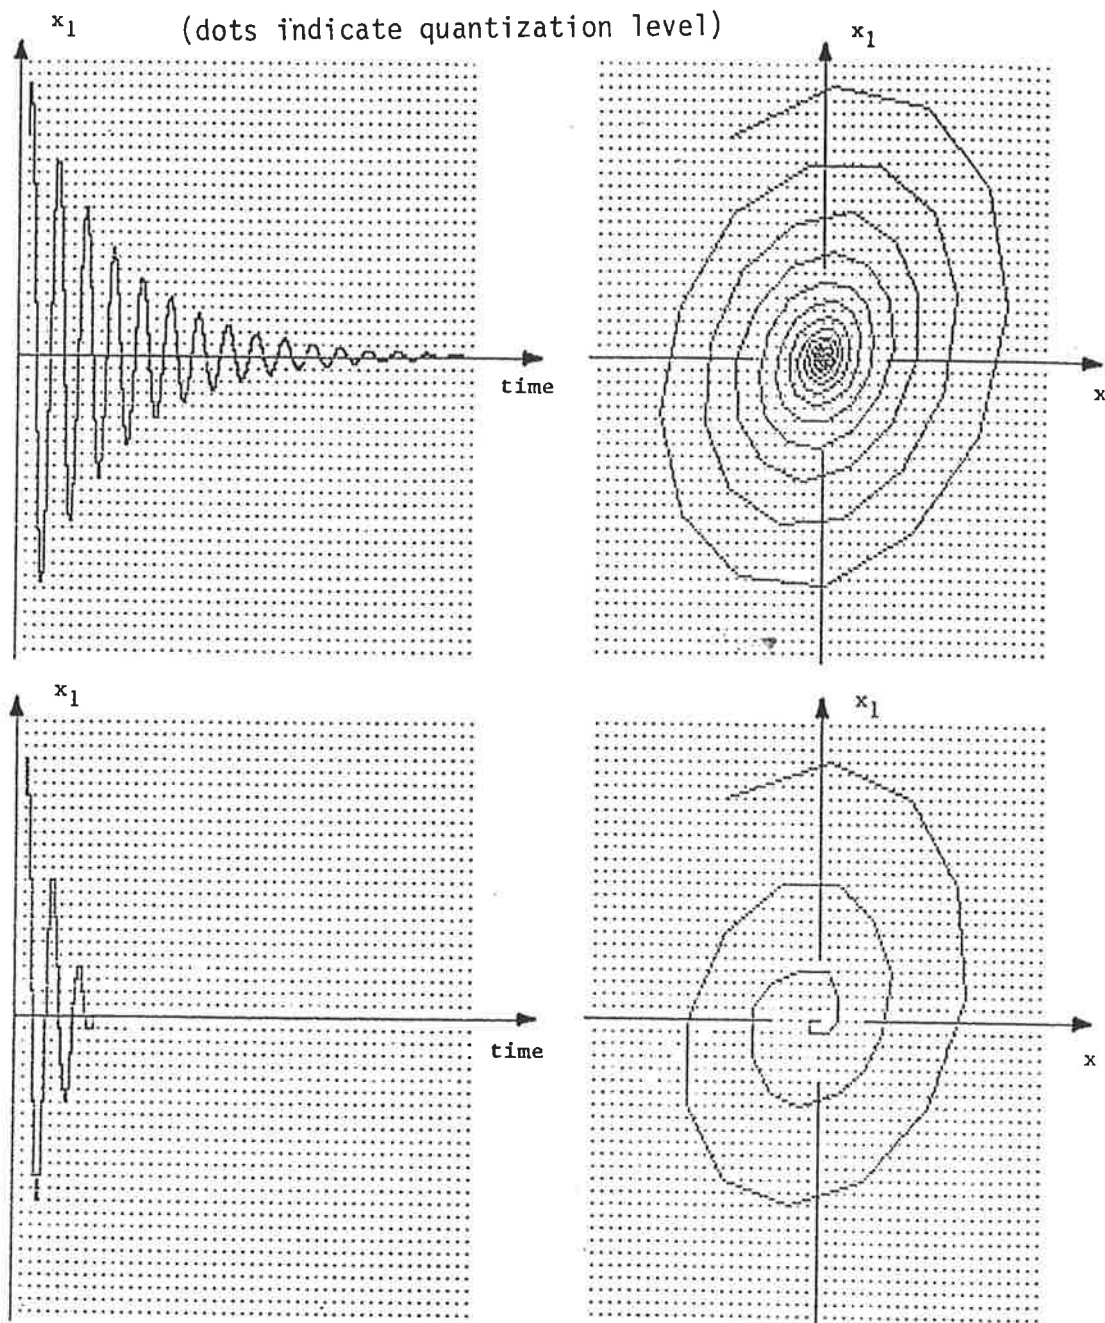 x1 (dots indicate quantization level) x1
time
x
x1 x1
time
x